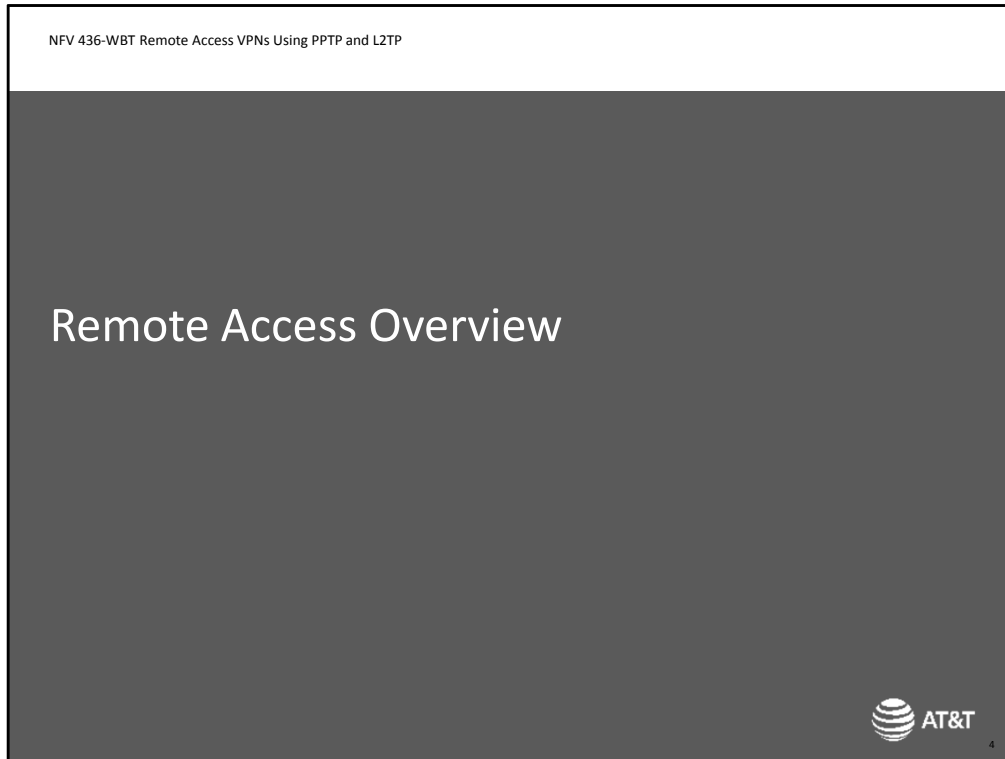 NFV 436-WBT Remote Access VPNs Using PPTP and L2TP
Remote Access Overview
AT&T
4